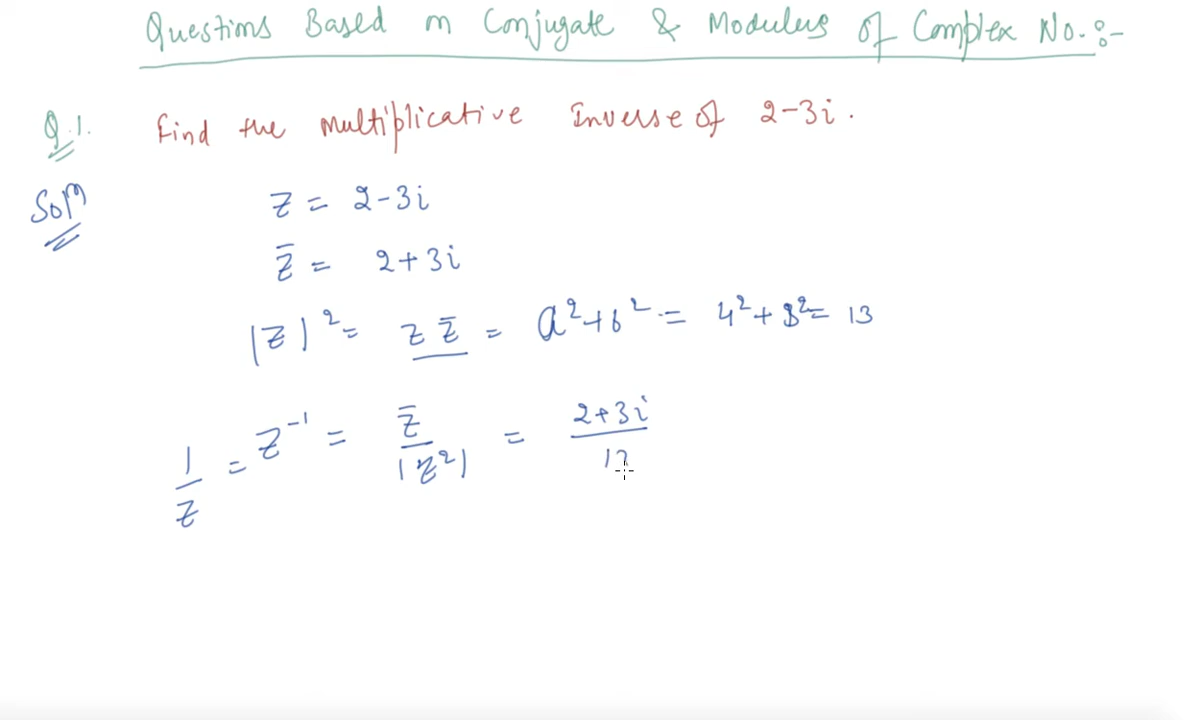 Questions Based on Conjugate & Modulus of Complex No. :-
Q.1. Find the multiplicative Inverse of 2-3i.
Solⁿ z = 2-3i
z̄ = 2+3i
|z|² = z z̄ = a²+b² = 4²+3² = 13
1/z = z⁻¹ = z̄/|z²| = (2+3i)/13